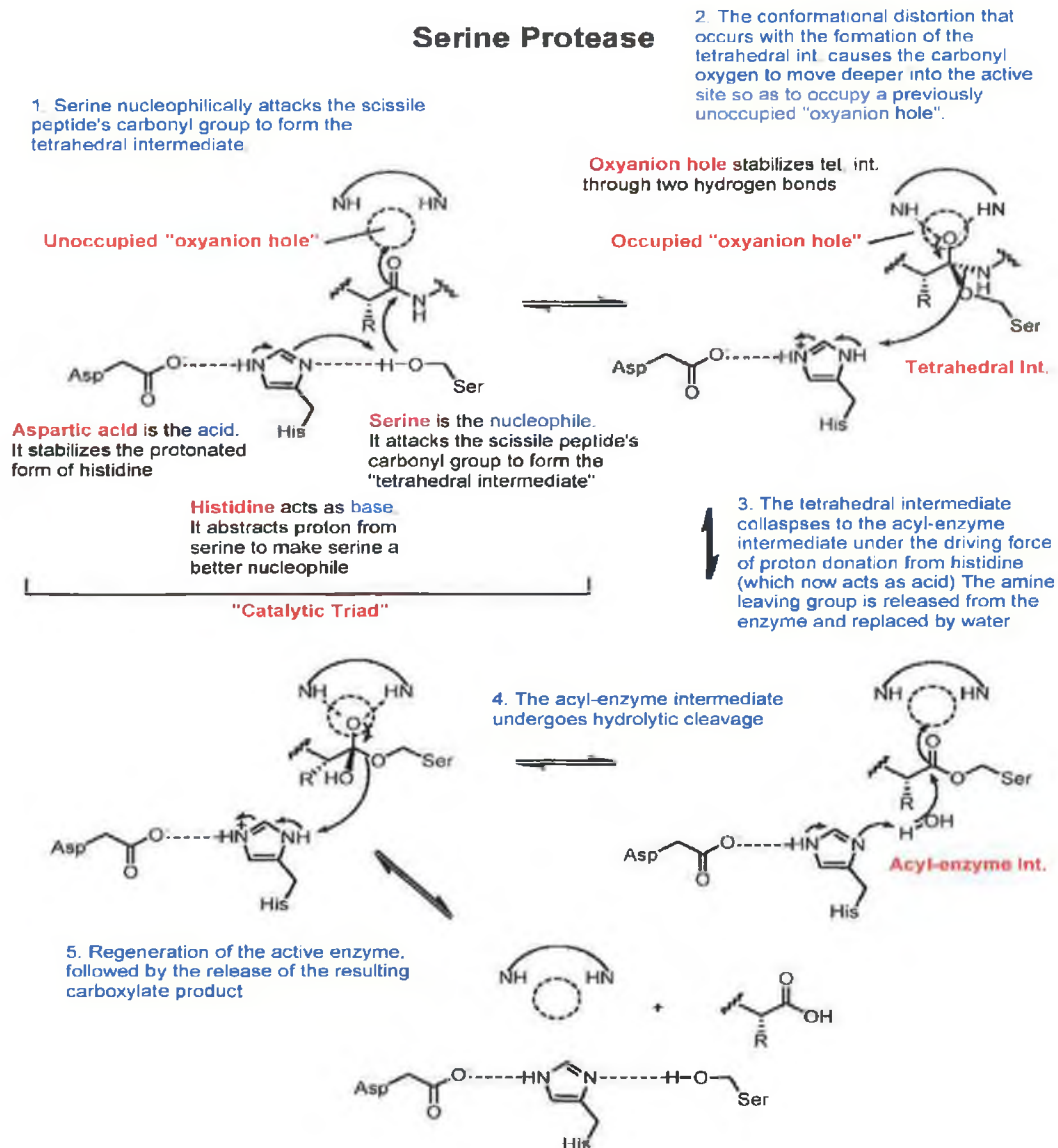 Serine Protease
2. The conformational distortion that
occurs with the formation of the
tetrahedral int. causes the carbonyl
oxygen to move deeper into the active
site so as to occupy a previously
unoccupied "oxyanion hole".
1. Serine nucleophilically attacks the scissile
peptide's carbonyl group to form the
tetrahedral intermediate
Oxyanion hole stabilizes tet. int.
through two hydrogen bonds
NH HN
Unoccupied "oxyanion hole"
O
N
H
R
Asp O- O HN N H-O Ser
His
NH HN
Occupied "oxyanion hole"
O-
N
H
R O
Ser
Tetrahedral Int.
Asp O- O HN+ NH
His
Aspartic acid is the acid.
It stabilizes the protonated
form of histidine
Serine is the nucleophile.
It attacks the scissile peptide's
carbonyl group to form the
"tetrahedral intermediate"
Histidine acts as base.
It abstracts proton from
serine to make serine a
better nucleophile
"Catalytic Triad"
3. The tetrahedral intermediate
collaspses to the acyl-enzyme
intermediate under the driving force
of proton donation from histidine
(which now acts as acid) The amine
leaving group is released from the
enzyme and replaced by water
NH HN
O-
O Ser
R HO
Asp O- O HN+ NH
His
4. The acyl-enzyme intermediate
undergoes hydrolytic cleavage
NH HN
O
O Ser
R
H-OH
Asp O- O HN N
His
Acyl-enzyme Int.
5. Regeneration of the active enzyme,
followed by the release of the resulting
carboxylate product
NH HN
+
O
OH
R
Asp O- O HN N H-O Ser
His